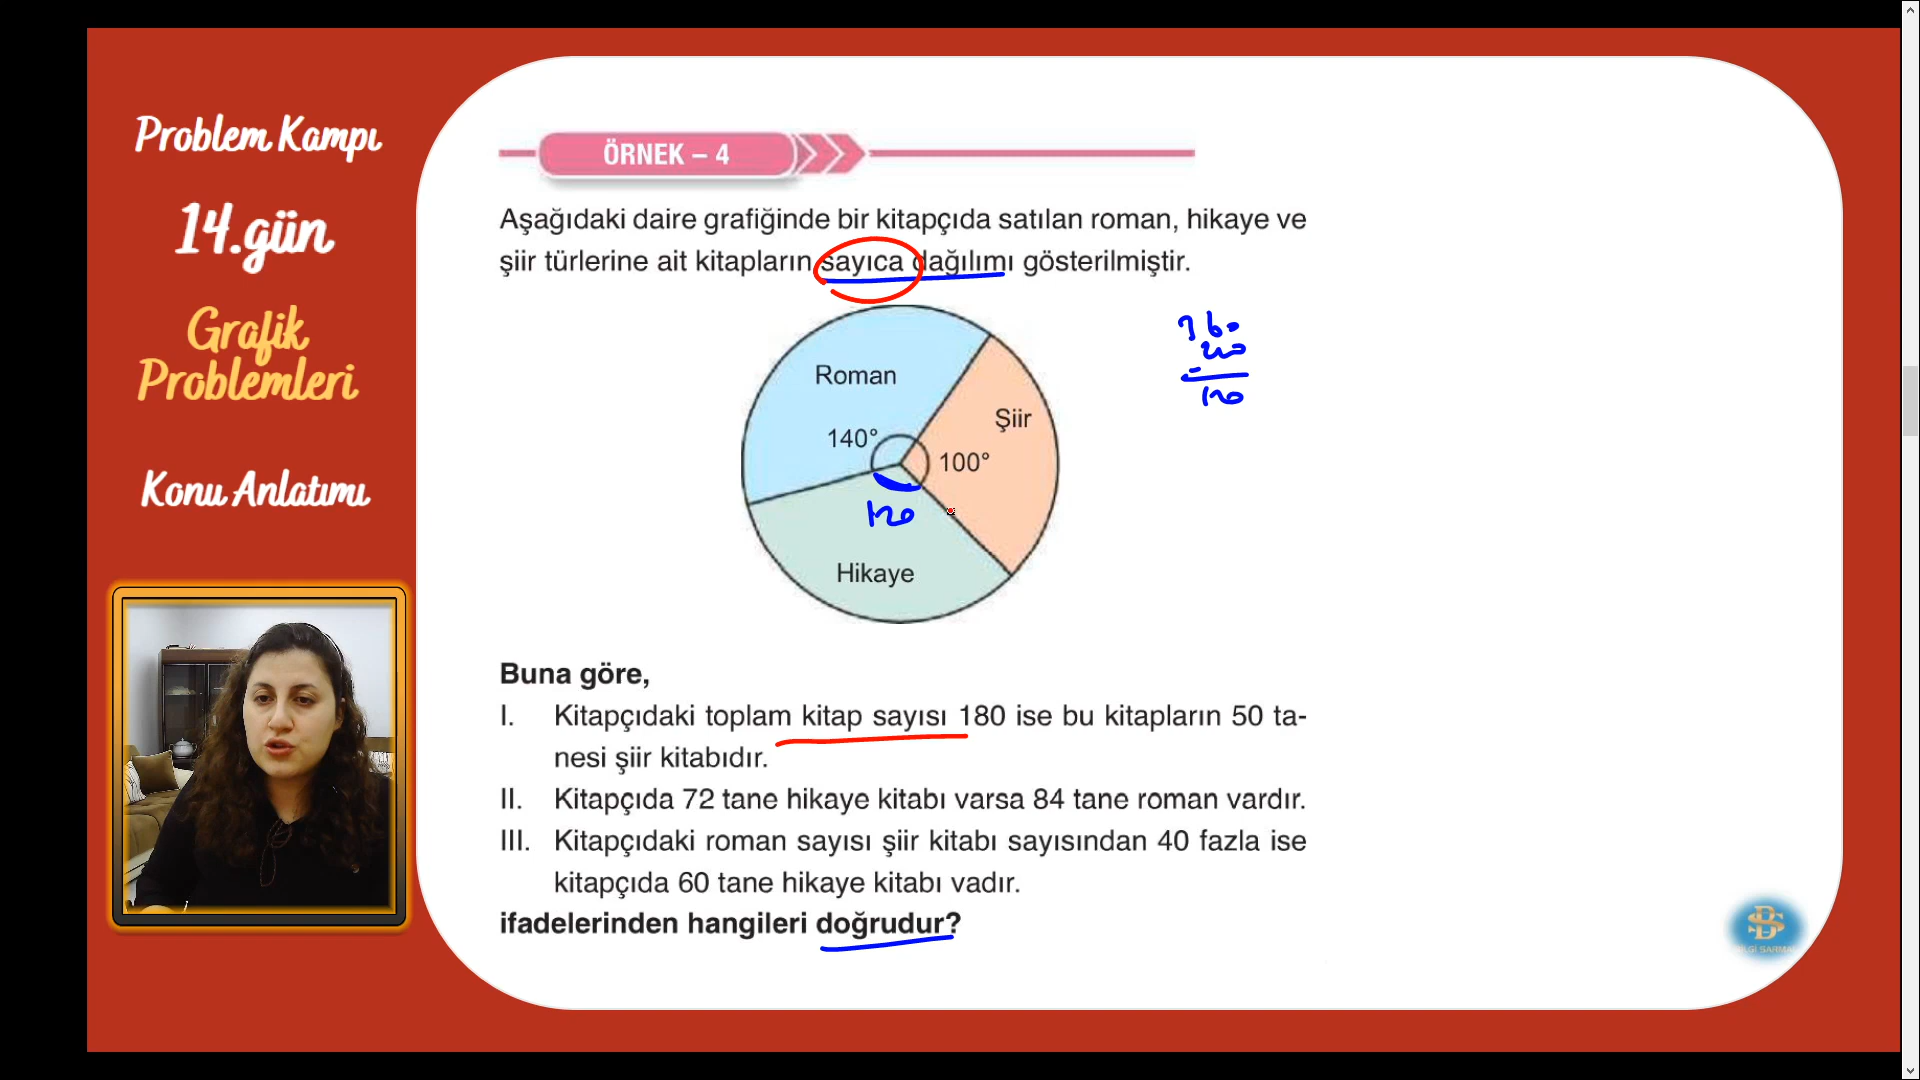 Problem Kampı
14.gün
Grafik
Problemleri
Konu Anlatımı
ÖRNEK – 4
Aşağıdaki daire grafiğinde bir kitapçıda satılan roman, hikaye ve
şiir türlerine ait kitapların sayıca dağılımı gösterilmiştir.
360
240
-
120
Roman
Şiir
140°
100°
120
Hikaye
Buna göre,
I. Kitapçıdaki toplam kitap sayısı 180 ise bu kitapların 50 ta-
nesi şiir kitabıdır.
II. Kitapçıda 72 tane hikaye kitabı varsa 84 tane roman vardır.
III. Kitapçıdaki roman sayısı şiir kitabı sayısından 40 fazla ise
kitapçıda 60 tane hikaye kitabı vadır.
ifadelerinden hangileri doğrudur?